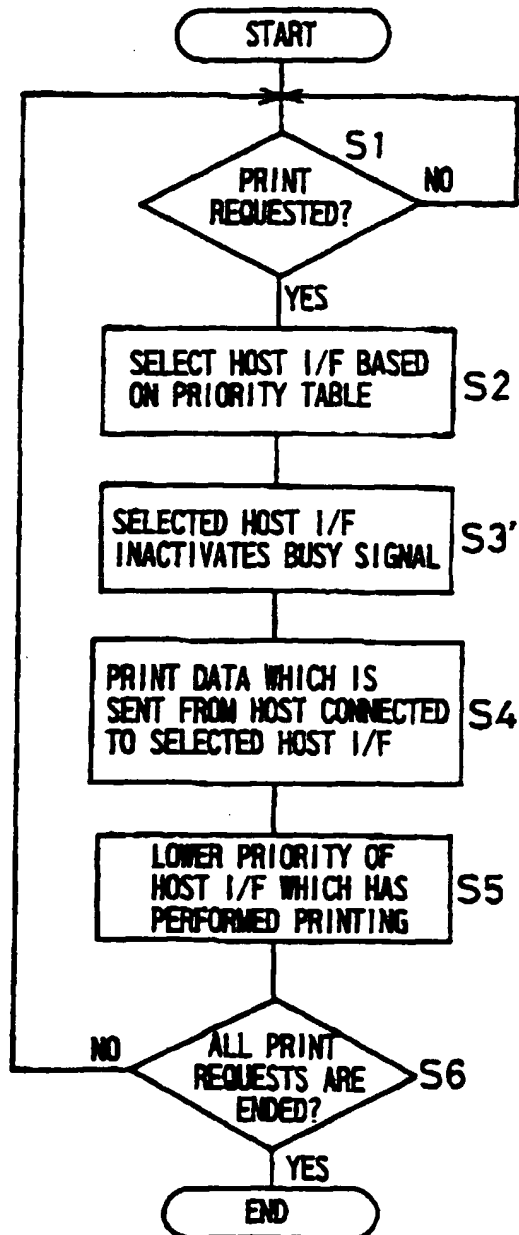 START
S1
PRINT
REQUESTED?
NO
YES
SELECT HOST I/F BASED
ON PRIORITY TABLE
S2
SELECTED HOST I/F
INACTIVATES BUSY SIGNAL
S3'
PRINT DATA WHICH IS
SENT FROM HOST CONNECTED
TO SELECTED HOST I/F
S4
LOWER PRIORITY OF
HOST I/F WHICH HAS
PERFORMED PRINTING
S5
NO
ALL PRINT
REQUESTS ARE
ENDED?
S6
YES
END